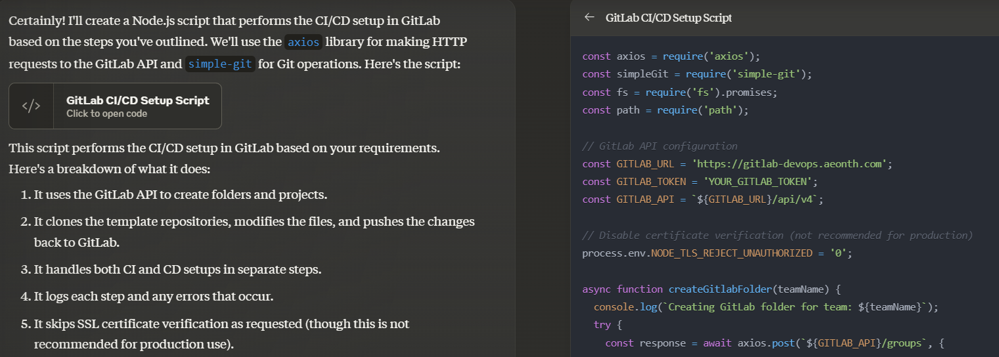 Certainly! I'll create a Node.js script that performs the CI/CD setup in GitLab
based on the steps you've outlined. We'll use the axios library for making HTTP
requests to the GitLab API and simple-git for Git operations. Here's the script:
</>
GitLab CI/CD Setup Script
Click to open code
This script performs the CI/CD setup in GitLab based on your requirements.
Here's a breakdown of what it does:
1. It uses the GitLab API to create folders and projects.
2. It clones the template repositories, modifies the files, and pushes the changes
back to GitLab.
3. It handles both CI and CD setups in separate steps.
4. It logs each step and any errors that occur.
5. It skips SSL certificate verification as requested (though this is not
recommended for production use).
← GitLab CI/CD Setup Script
const axios = require('axios');
const simpleGit = require('simple-git');
const fs = require('fs').promises;
const path = require('path');
// GitLab API configuration
const GITLAB_URL = 'https://gitlab-devops.aeonth.com';
const GITLAB_TOKEN = 'YOUR_GITLAB_TOKEN';
const GITLAB_API = `${GITLAB_URL}/api/v4`;
// Disable certificate verification (not recommended for production)
process.env.NODE_TLS_REJECT_UNAUTHORIZED = '0';
async function createGitlabFolder(teamName) {
  console.log(`Creating GitLab folder for team: ${teamName}`);
  try {
    const response = await axios.post(`${GITLAB_API}/groups`, {